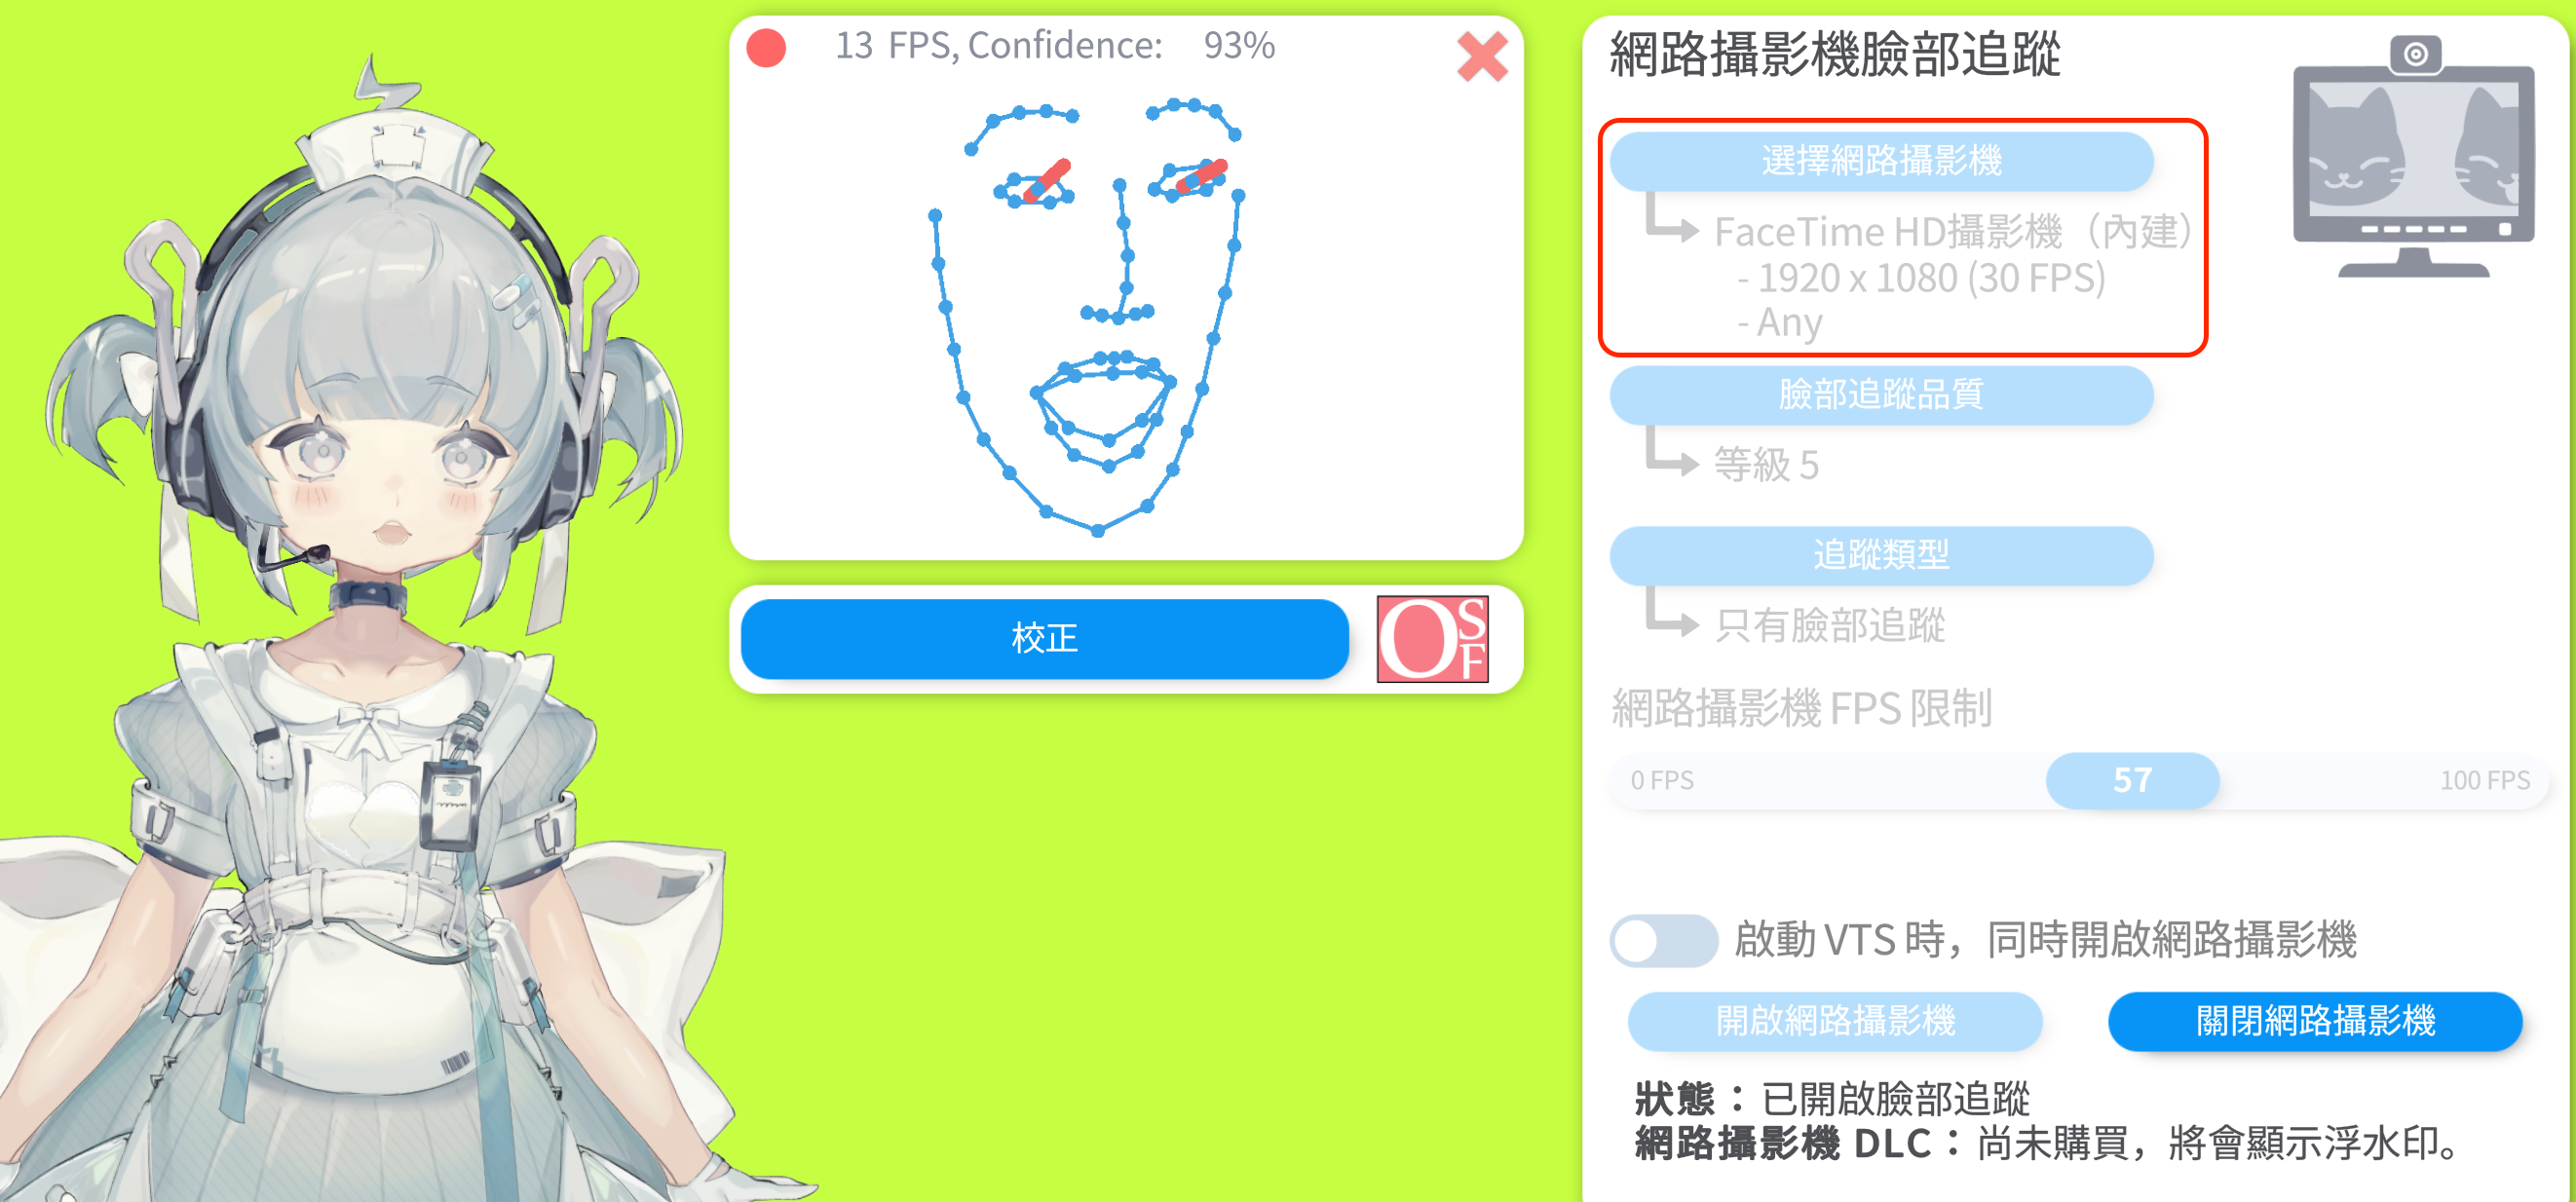 13 FPS, Confidence: 93%
校正
OSF
網路攝影機臉部追蹤
選擇網路攝影機
FaceTime HD攝影機（內建）
- 1920 x 1080 (30 FPS)
- Any
臉部追蹤品質
等級 5
追蹤類型
只有臉部追蹤
網路攝影機 FPS 限制
0 FPS 57 100 FPS
啟動 VTS 時，同時開啟網路攝影機
開啟網路攝影機 關閉網路攝影機
狀態：已開啟臉部追蹤
網路攝影機 DLC：尚未購買，將會顯示浮水印。